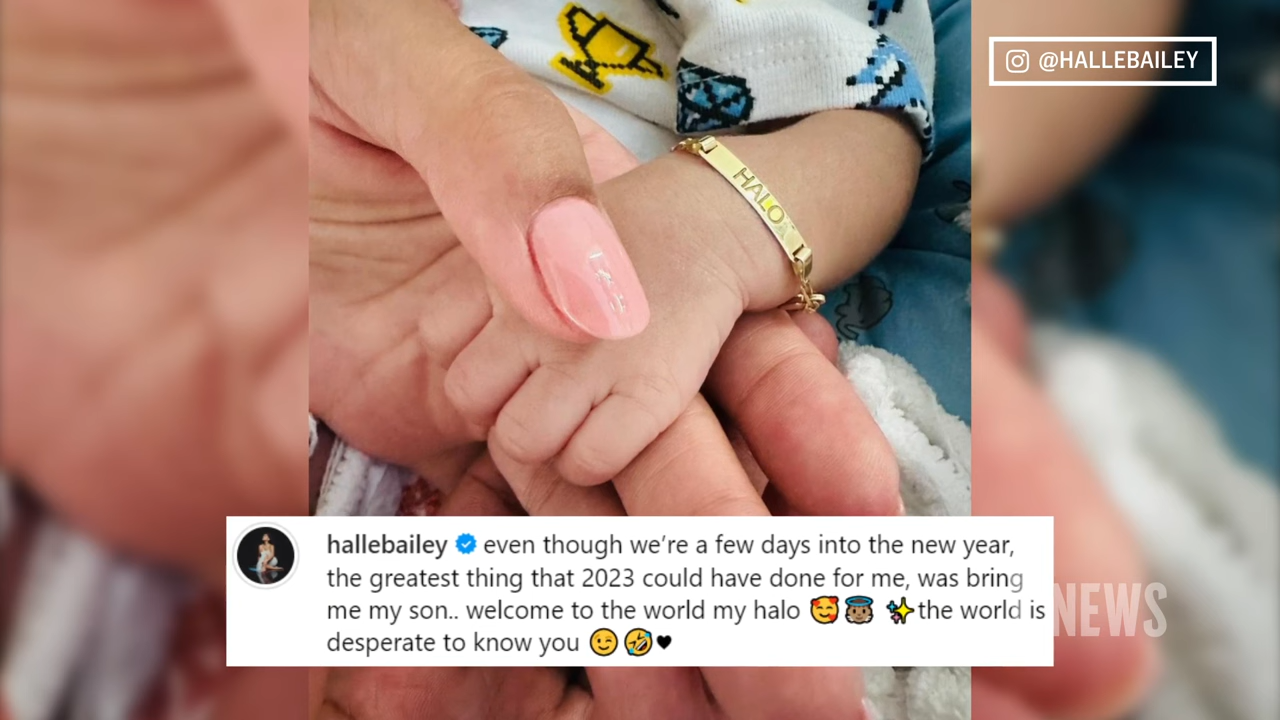 @HALLEBAILEY
HALO
hallebailey even though we’re a few days into the new year,
the greatest thing that 2023 could have done for me, was bring
me my son.. welcome to the world my halo 🥰👼🏽 ✨the world is
desperate to know you 😉🤣🖤
NEWS